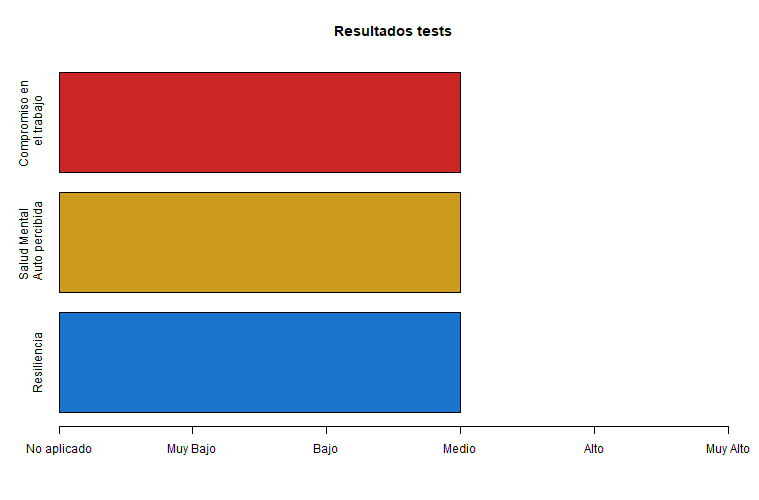 Resultados tests
Compromiso en
el trabajo
Salud Mental
Auto percibida
Resiliencia
No aplicado
Muy Bajo
Bajo
Medio
Alto
Muy Alto